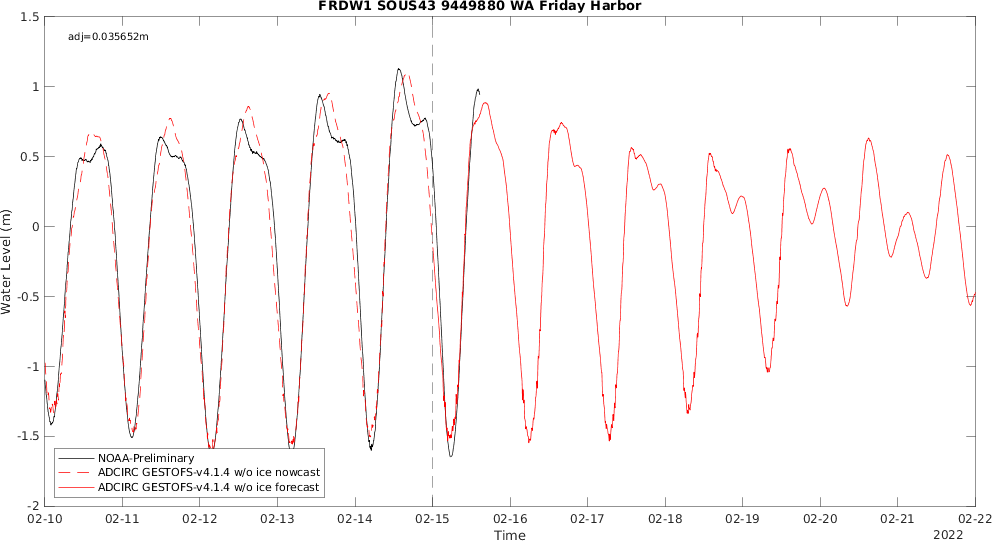 FRDW1 SOUS43 9449880 WA Friday Harbor
adj=0.035652m
1.5
1
0.5
0
-0.5
-1
-1.5
-2
Water Level (m)
NOAA-Preliminary
ADCIRC GESTOFS-v4.1.4 w/o ice nowcast
ADCIRC GESTOFS-v4.1.4 w/o ice forecast
02-10 02-11 02-12 02-13 02-14 02-15 02-16 02-17 02-18 02-19 02-20 02-21 02-22
Time
2022